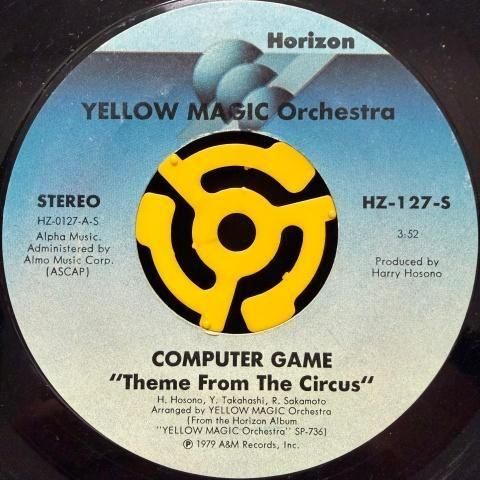 Horizon
YELLOW MAGIC Orchestra
STEREO
HZ-0127-A-S
Alpha Music.
Administered by
Almo Music Corp.
(ASCAP)
HZ-127-S
3:52
Produced by
Harry Hosono
COMPUTER GAME
"Theme From The Circus"
H. Hosono, Y. Takahashi, R. Sakamoto
Arranged by YELLOW MAGIC Orchestra
(From the Horizon Album
"YELLOW MAGIC Orchestra" SP-736)
℗ 1979 A&M Records, Inc.